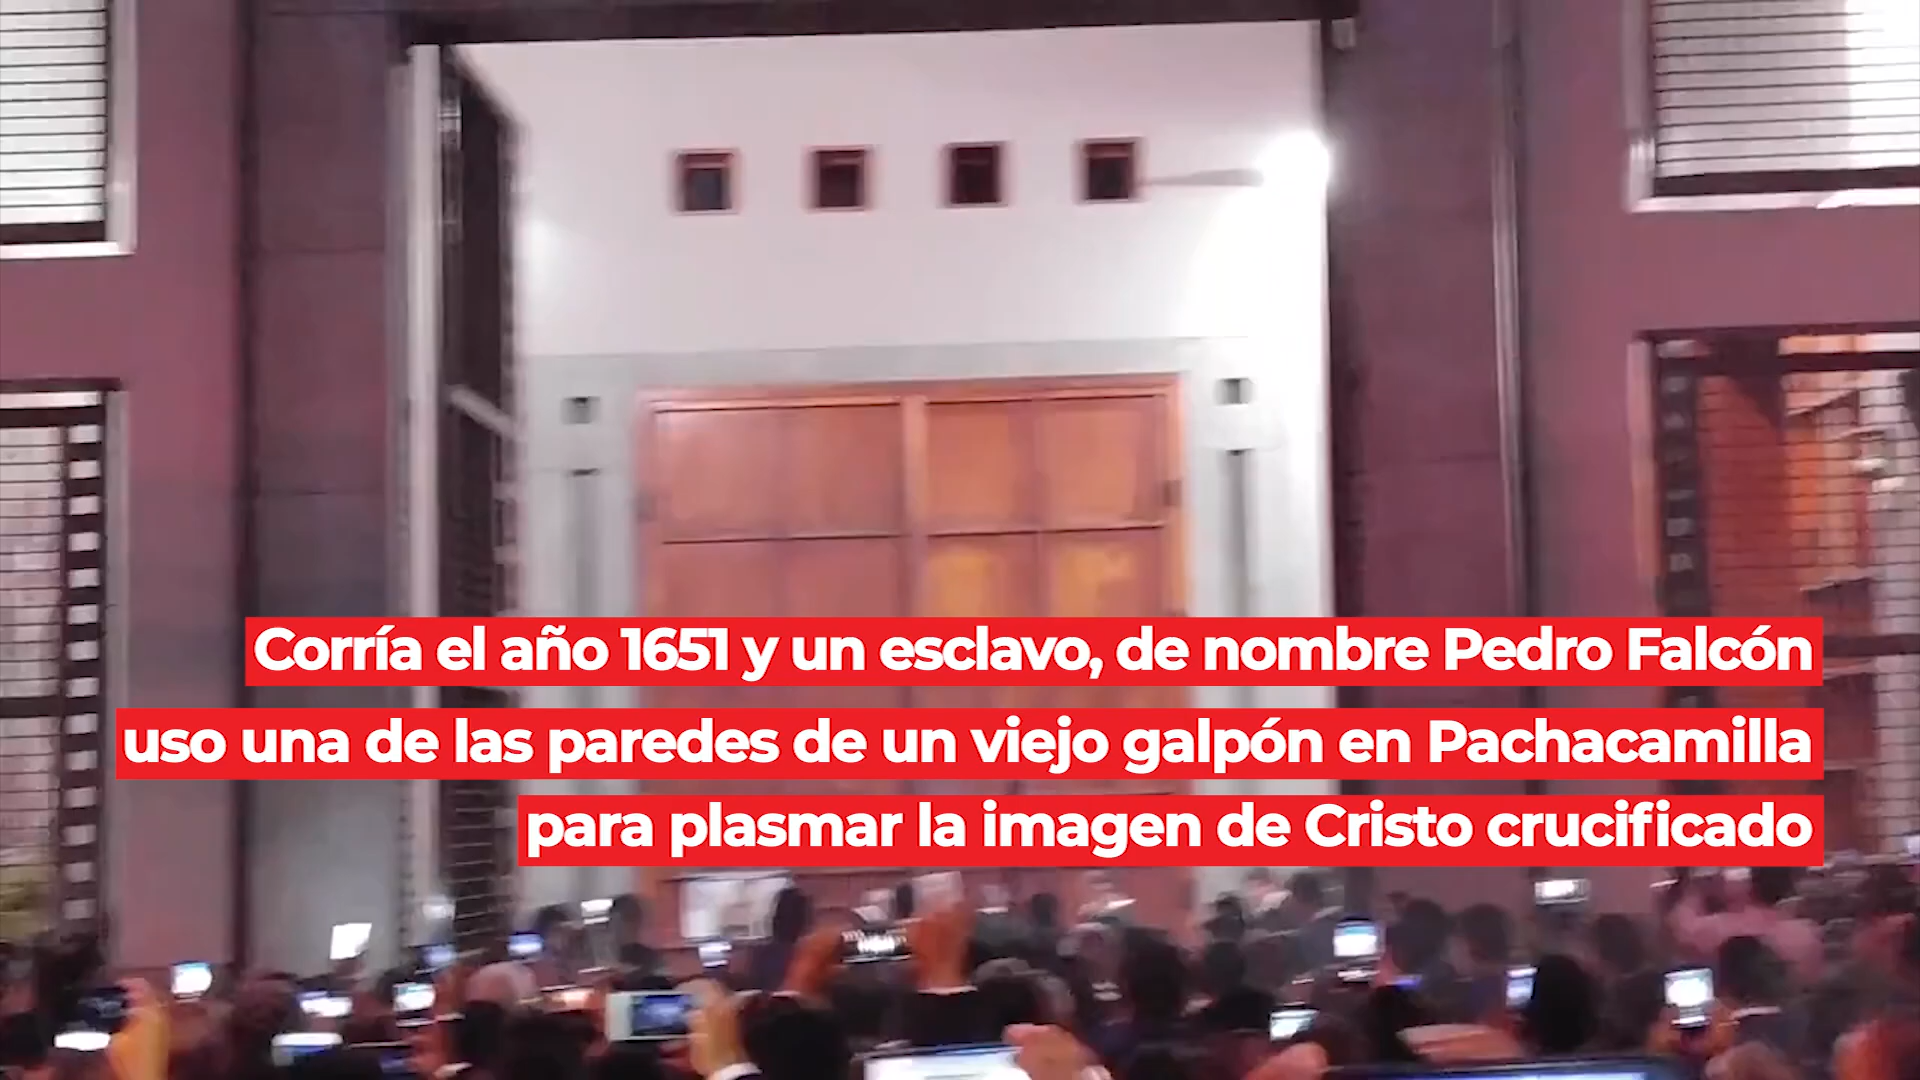 Corría el año 1651 y un esclavo, de nombre Pedro Falcón
uso una de las paredes de un viejo galpón en Pachacamilla
para plasmar la imagen de Cristo crucificado